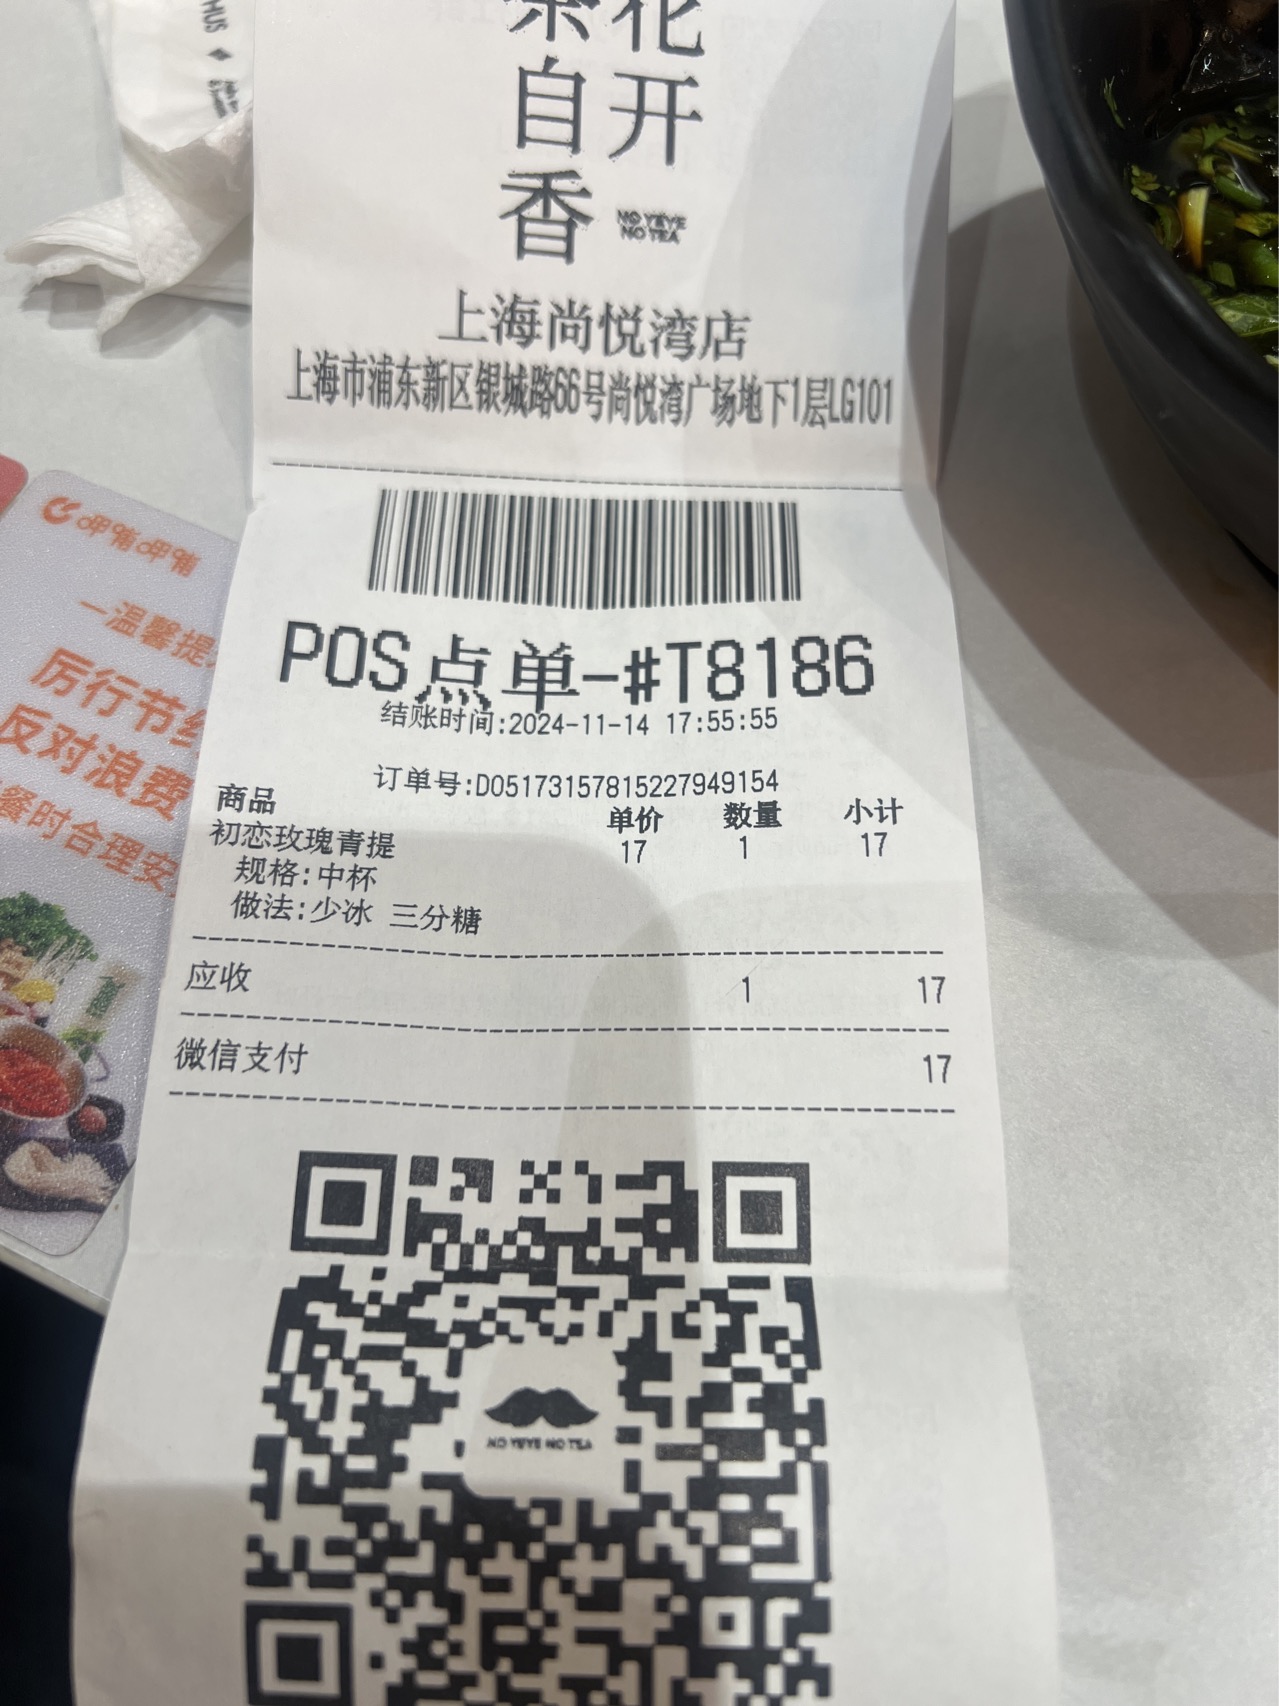 花开
茶自香
NO YEYE
NO TEA
上海尚悦湾店
上海市浦东新区银城路66号尚悦湾广场地下1层LG101
POS点单-#T8186
结账时间:2024-11-14 17:55:55
订单号:D05173157815227949154
商品 单价 数量 小计
初恋玫瑰青提 17 1 17
规格:中杯
做法:少冰 三分糖
应收 1 17
微信支付 17
NO YEYE NO TEA
呷哺呷哺
一温馨提
厉行节约
反对浪费
餐时合理安